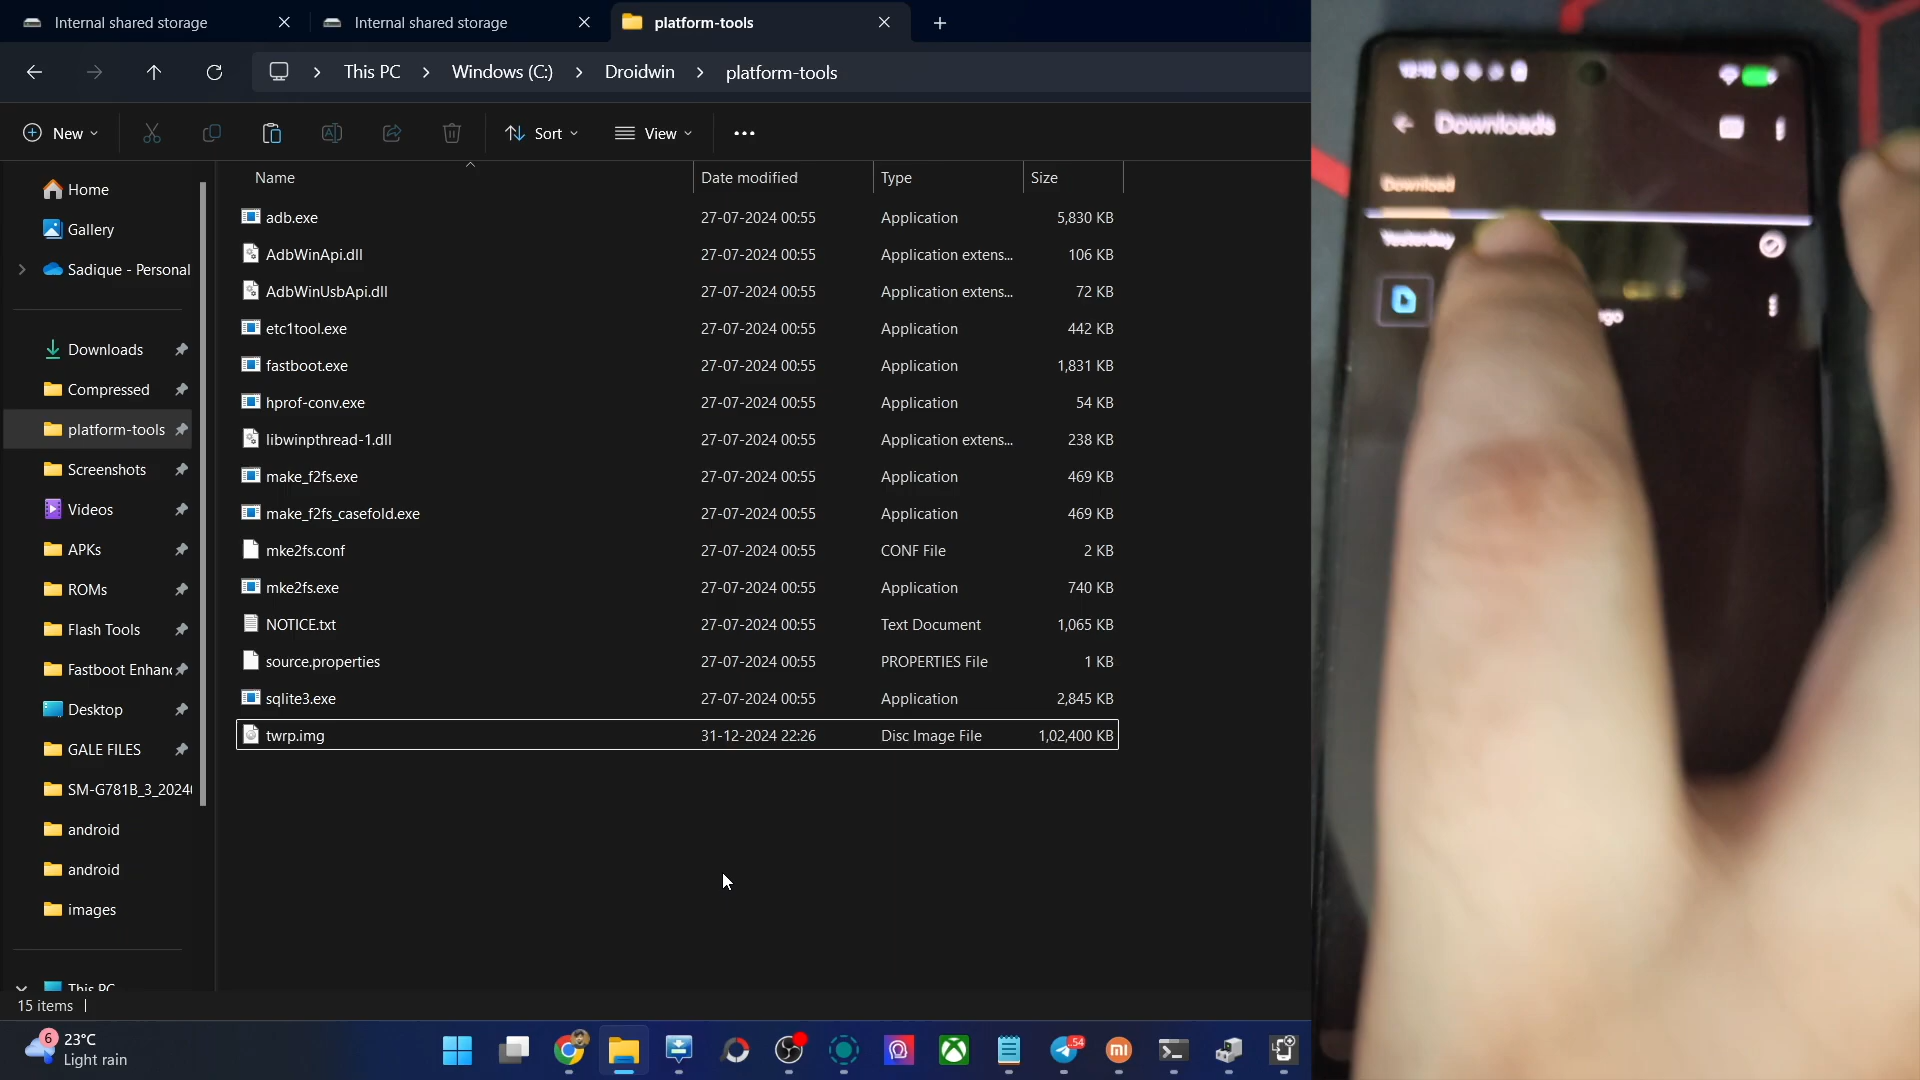 Internal shared storage
Internal shared storage
platform-tools
This PC
Windows (C:)
Droidwin
platform-tools
New
Sort
View
Home
Gallery
Sadique - Personal
Downloads
Compressed
platform-tools
Screenshots
Videos
APKs
ROMs
Flash Tools
Fastboot Enhanc
Desktop
GALE FILES
SM-G781B_3_2024
android
android
images
This PC
Name Date modified Type Size
adb.exe 27-07-2024 00:55 Application 5,830 KB
AdbWinApi.dll 27-07-2024 00:55 Application extens... 106 KB
AdbWinUsbApi.dll 27-07-2024 00:55 Application extens... 72 KB
etc1tool.exe 27-07-2024 00:55 Application 442 KB
fastboot.exe 27-07-2024 00:55 Application 1,831 KB
hprof-conv.exe 27-07-2024 00:55 Application 54 KB
libwinpthread-1.dll 27-07-2024 00:55 Application extens... 238 KB
make_f2fs.exe 27-07-2024 00:55 Application 469 KB
make_f2fs_casefold.exe 27-07-2024 00:55 Application 469 KB
mke2fs.conf 27-07-2024 00:55 CONF File 2 KB
mke2fs.exe 27-07-2024 00:55 Application 740 KB
NOTICE.txt 27-07-2024 00:55 Text Document 1,065 KB
source.properties 27-07-2024 00:55 PROPERTIES File 1 KB
sqlite3.exe 27-07-2024 00:55 Application 2,845 KB
twrp.img 31-12-2024 22:26 Disc Image File 1,02,400 KB
15 items
6
23°C
Light rain
54
Downloads
Download
Yesterday